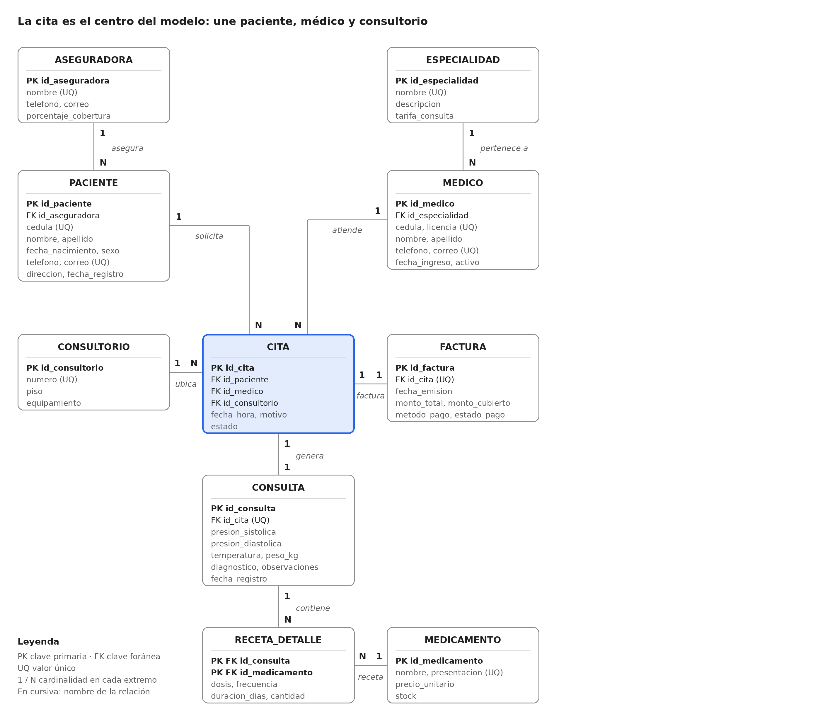 La cita es el centro del modelo: une paciente, médico y consultorio
ASEGURADORA
PK id_aseguradora
nombre (UQ)
telefono, correo
porcentaje_cobertura
ESPECIALIDAD
PK id_especialidad
nombre (UQ)
descripcion
tarifa_consulta
1
asegura
N
1
pertenece a
N
PACIENTE
PK id_paciente
FK id_aseguradora
cedula (UQ)
nombre, apellido
fecha_nacimiento, sexo
telefono, correo (UQ)
direccion, fecha_registro
1
solicita
N
MEDICO
PK id_medico
FK id_especialidad
cedula, licencia (UQ)
nombre, apellido
telefono, correo (UQ)
fecha_ingreso, activo
1
atiende
N
CONSULTORIO
PK id_consultorio
numero (UQ)
piso
equipamiento
1 N
ubica
CITA
PK id_cita
FK id_paciente
FK id_medico
FK id_consultorio
fecha_hora, motivo
estado
1 1
factura
FACTURA
PK id_factura
FK id_cita (UQ)
fecha_emision
monto_total, monto_cubierto
metodo_pago, estado_pago
1
genera
1
CONSULTA
PK id_consulta
FK id_cita (UQ)
presion_sistolica
presion_diastolica
temperatura, peso_kg
diagnostico, observaciones
fecha_registro
1
contiene
N
RECETA_DETALLE
PK FK id_consulta
PK FK id_medicamento
dosis, frecuencia
duracion_dias, cantidad
N 1
receta
MEDICAMENTO
PK id_medicamento
nombre, presentacion (UQ)
precio_unitario
stock
Leyenda
PK clave primaria · FK clave foránea
UQ valor único
1 / N cardinalidad en cada extremo
En cursiva: nombre de la relación